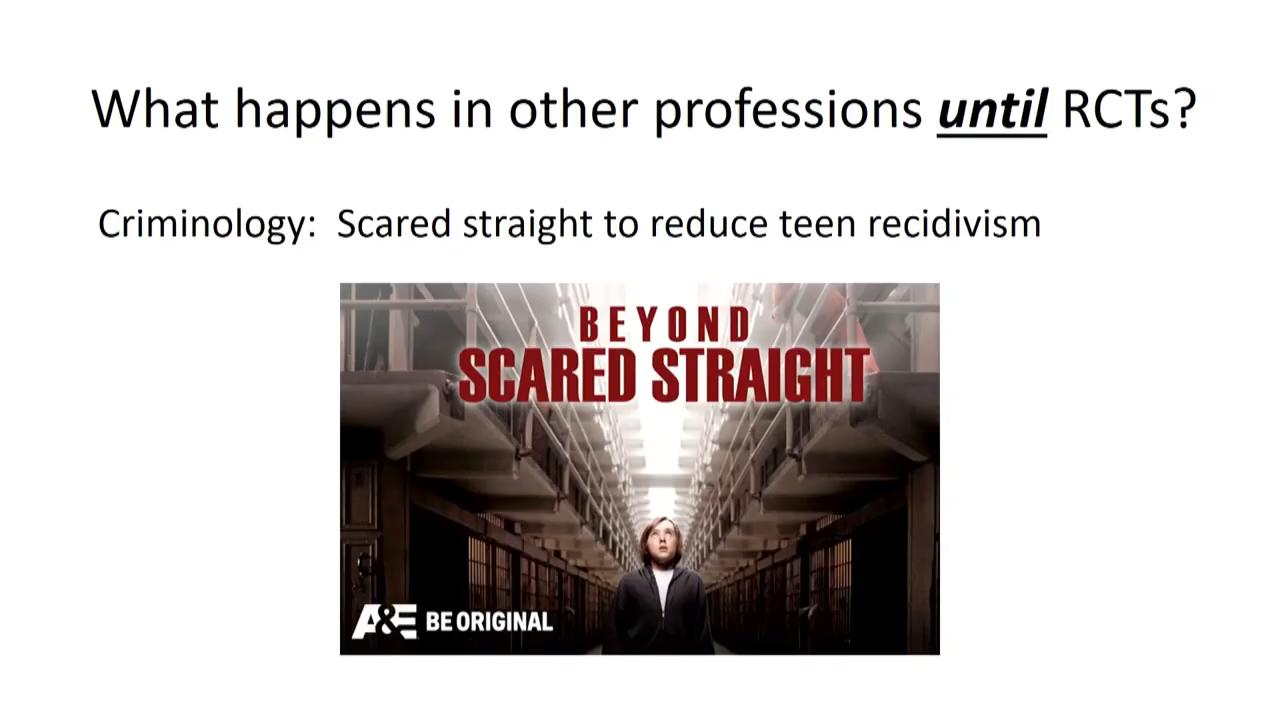 What happens in other professions until RCTs?
Criminology: Scared straight to reduce teen recidivism
BEYOND
SCARED STRAIGHT
A&E BE ORIGINAL